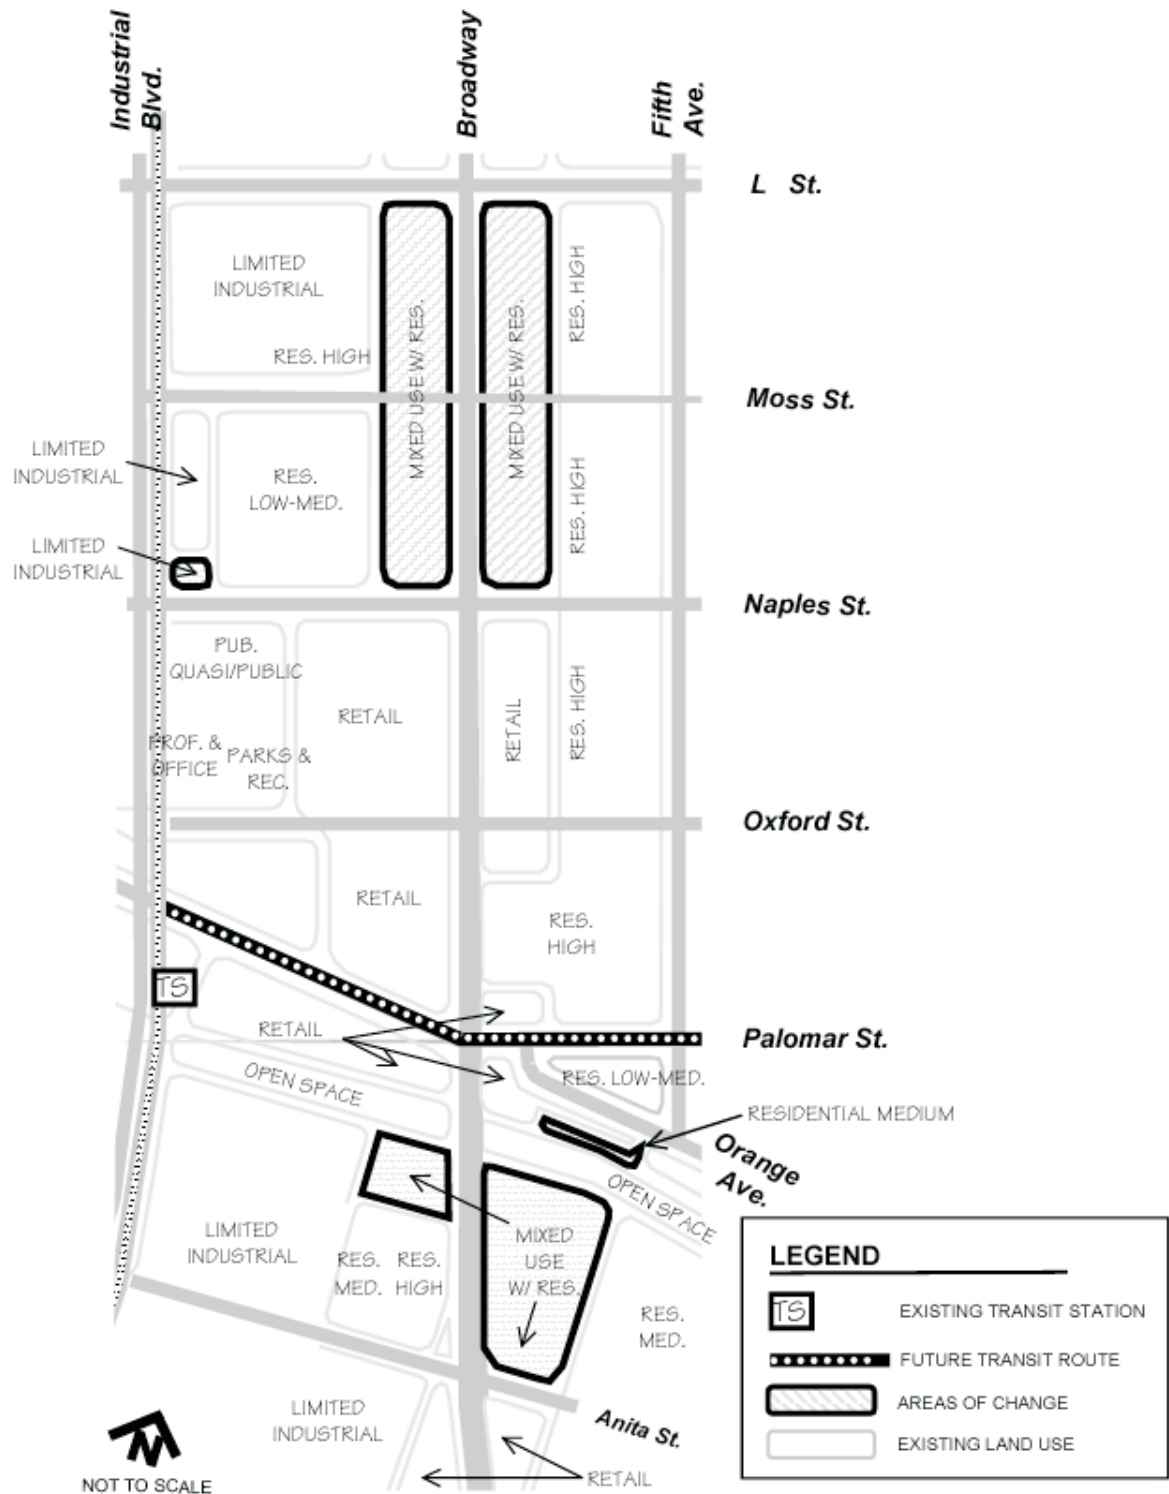 Industrial
Blvd.
Broadway
Fifth
Ave.
L St.
LIMITED
INDUSTRIAL
RES. HIGH
MIXED USE W/ RES.
MIXED USE W/ RES.
RES. HIGH
Moss St.
LIMITED
INDUSTRIAL
RES.
LOW-MED.
RES. HIGH
LIMITED
INDUSTRIAL
Naples St.
PUB.
QUASI/PUBLIC
RETAIL
RETAIL
RES. HIGH
PROF. &
OFFICE
PARKS &
REC.
Oxford St.
RETAIL
RES.
HIGH
TS
RETAIL
Palomar St.
OPEN SPACE
RES. LOW-MED.
RESIDENTIAL MEDIUM
Orange
Ave.
OPEN SPACE
LIMITED
INDUSTRIAL
RES.
MED.
RES.
HIGH
MIXED
USE
W/ RES.
RES.
MED.
LIMITED
INDUSTRIAL
Anita St.
RETAIL
NOT TO SCALE
LEGEND
TS
EXISTING TRANSIT STATION
FUTURE TRANSIT ROUTE
AREAS OF CHANGE
EXISTING LAND USE